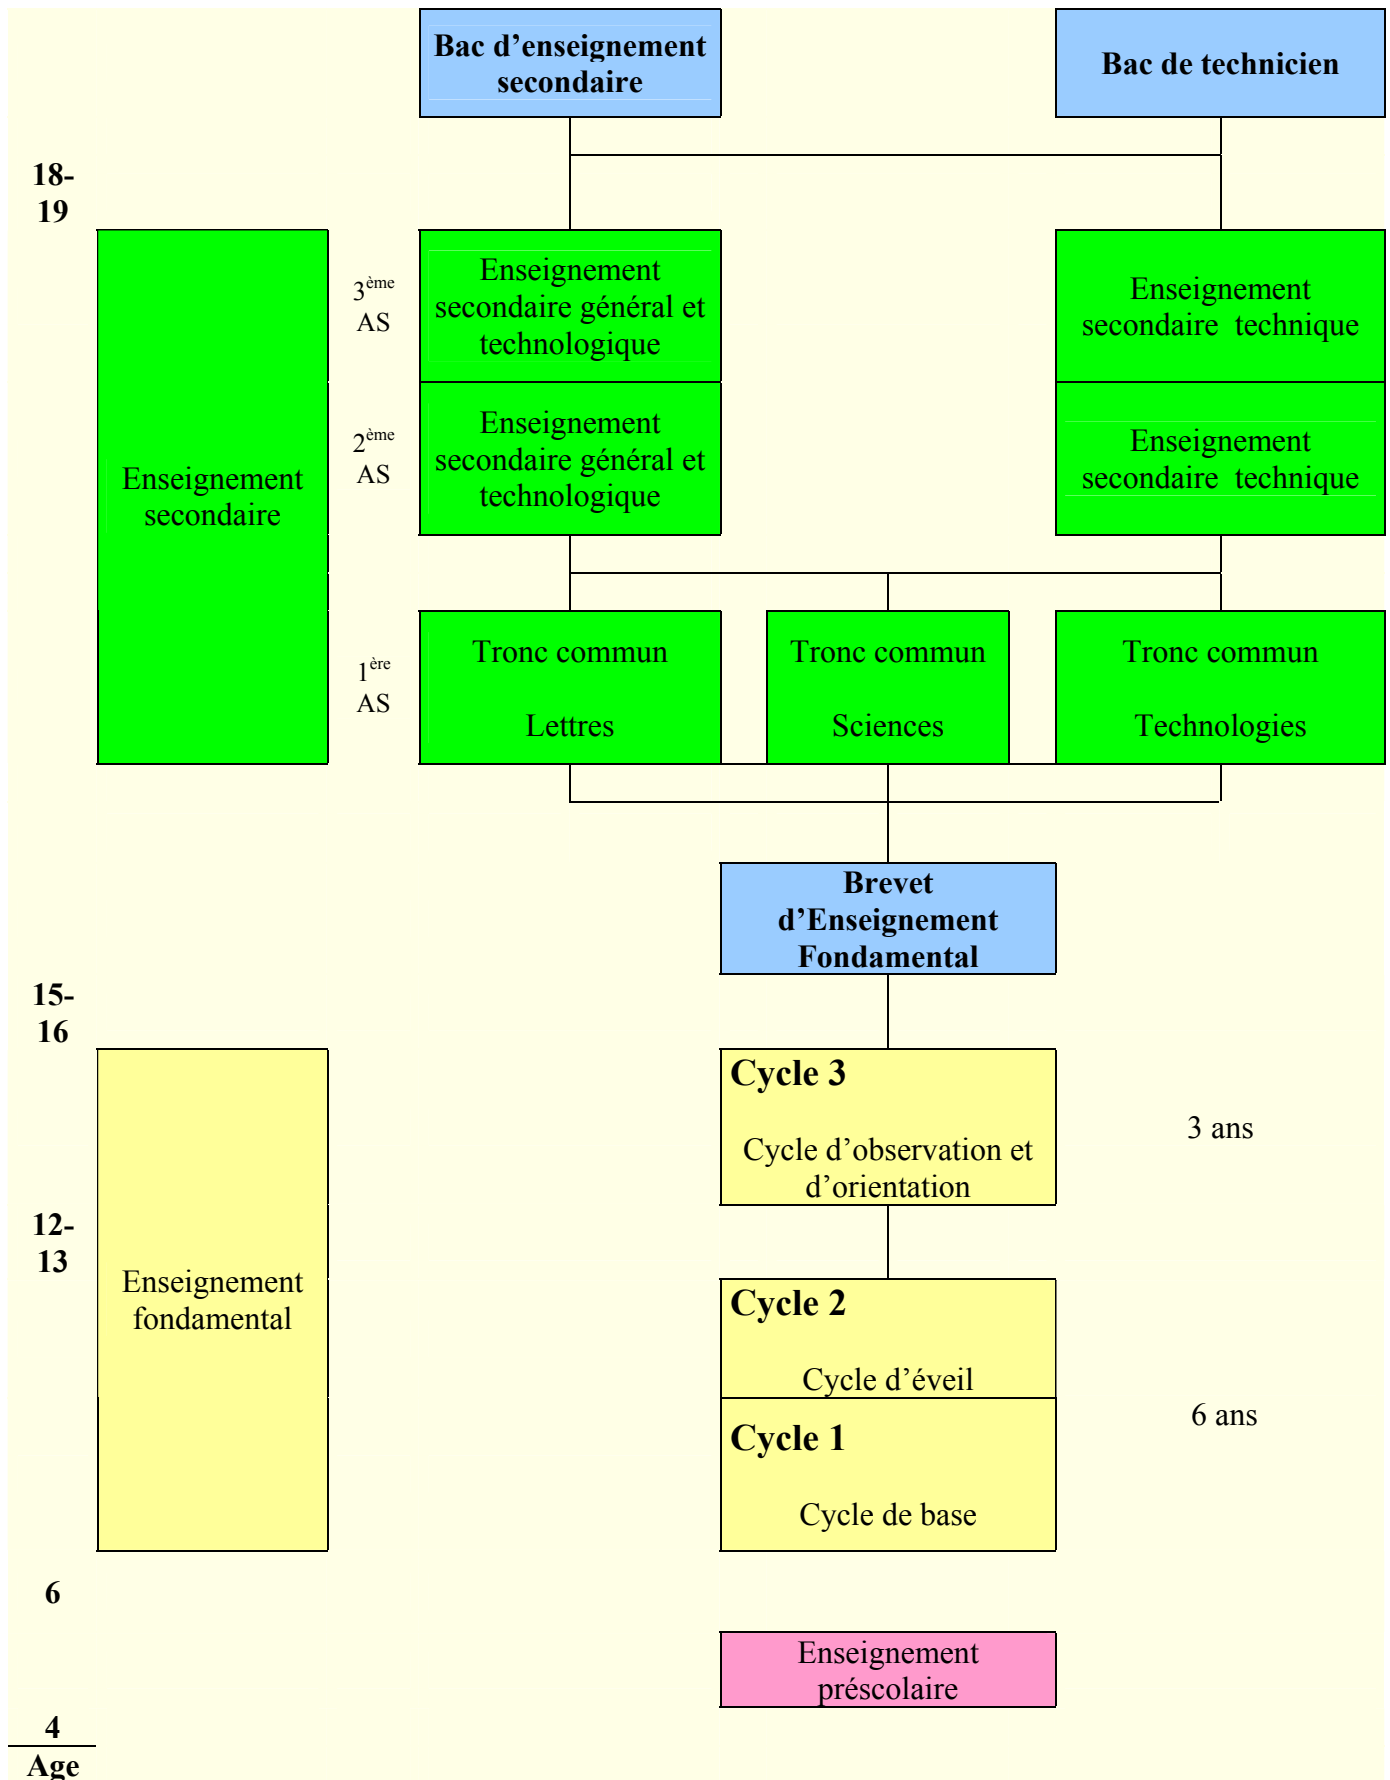 Bac d’enseignement
secondaire
Bac de technicien
18-
19
Enseignement
secondaire
3ème
AS
Enseignement
secondaire général et
technologique
Enseignement
secondaire technique
2ème
AS
Enseignement
secondaire général et
technologique
Enseignement
secondaire technique
1ère
AS
Tronc commun
Lettres
Tronc commun
Sciences
Tronc commun
Technologies
Brevet
d’Enseignement
Fondamental
15-
16
Enseignement
fondamental
Cycle 3
Cycle d’observation et
d’orientation
3 ans
12-
13
Cycle 2
Cycle d’éveil
Cycle 1
Cycle de base
6 ans
6
Enseignement
préscolaire
4
Age